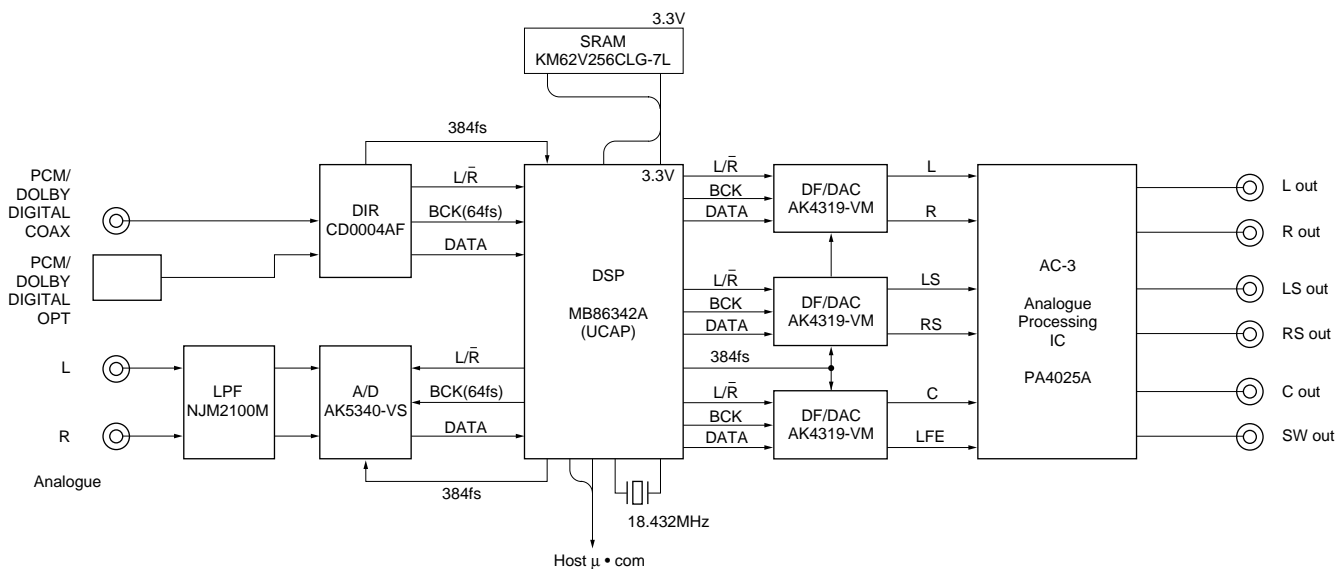 3.3V
SRAM
KM62V256CLG-7L
384fs
PCM/
DOLBY
DIGITAL
COAX
DIR
CD0004AF
L/R̄
BCK(64fs)
DATA
PCM/
DOLBY
DIGITAL
OPT
L
R
Analogue
LPF
NJM2100M
A/D
AK5340-VS
L/R̄
BCK(64fs)
DATA
384fs
3.3V
DSP
MB86342A
(UCAP)
18.432MHz
Host μ • com
L/R̄
BCK
DATA
DF/DAC
AK4319-VM
L
R
L/R̄
BCK
DATA
DF/DAC
AK4319-VM
LS
RS
384fs
L/R̄
BCK
DATA
DF/DAC
AK4319-VM
C
LFE
AC-3
Analogue
Processing
IC
PA4025A
L out
R out
LS out
RS out
C out
SW out